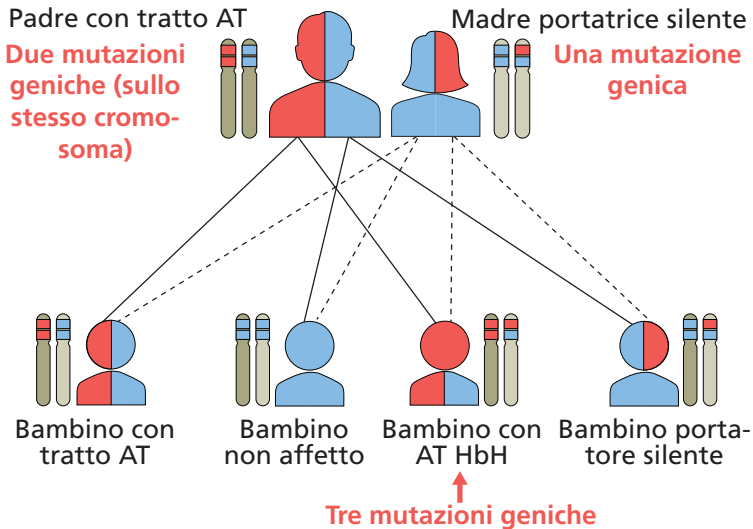 Padre con tratto AT
Due mutazioni
geniche (sullo
stesso cromo-
soma)
Madre portatrice silente
Una mutazione
genica
Bambino con
tratto AT
Bambino
non affetto
Bambino con
AT HbH
Bambino porta-
tore silente
Tre mutazioni geniche